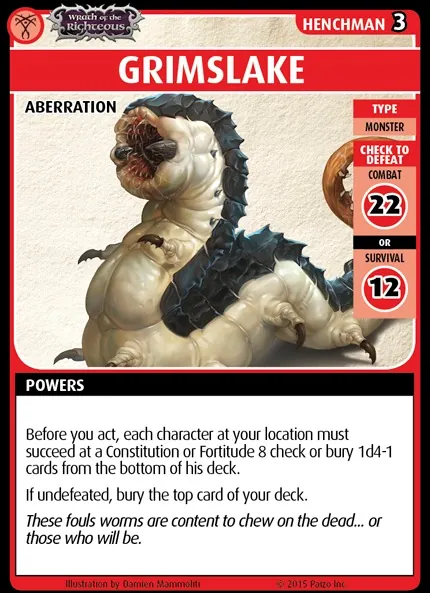 Wrath of the
Righteous
HENCHMAN 3
GRIMSLAKE
ABERRATION
TYPE
MONSTER
CHECK TO
DEFEAT
COMBAT
22
OR
SURVIVAL
12
POWERS
Before you act, each character at your location must
succeed at a Constitution or Fortitude 8 check or bury 1d4-1
cards from the bottom of his deck.
If undefeated, bury the top card of your deck.
These fouls worms are content to chew on the dead... or
those who will be.
Illustration by Damien Mammoliti
© 2015 Paizo Inc.